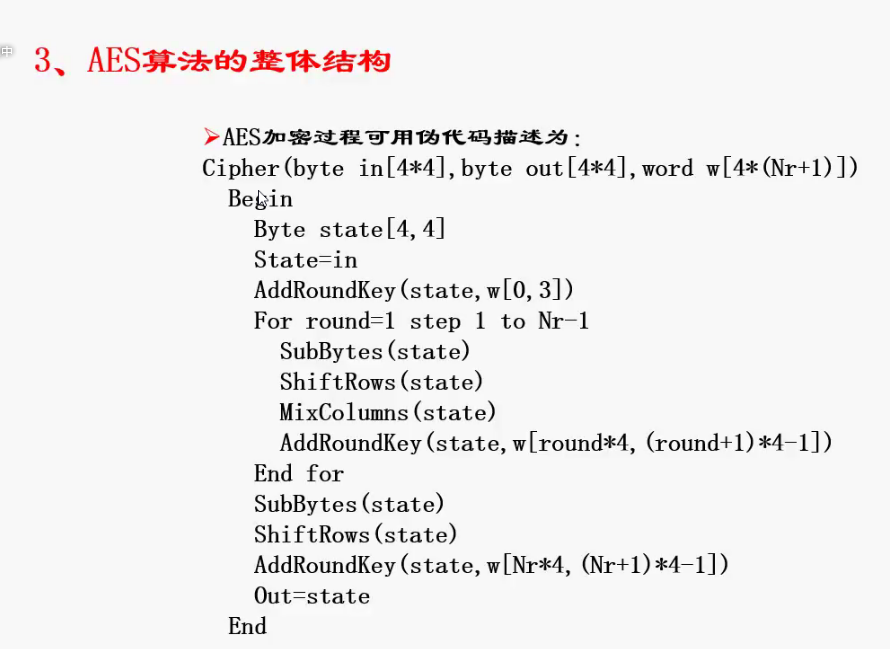 中
3、AES算法的整体结构
➢AES加密过程可用伪代码描述为:
Cipher(byte in[4*4],byte out[4*4],word w[4*(Nr+1)])
Begin
Byte state[4,4]
State=in
AddRoundKey(state,w[0,3])
For round=1 step 1 to Nr-1
SubBytes(state)
ShiftRows(state)
MixColumns(state)
AddRoundKey(state,w[round*4,(round+1)*4-1])
End for
SubBytes(state)
ShiftRows(state)
AddRoundKey(state,w[Nr*4,(Nr+1)*4-1])
Out=state
End